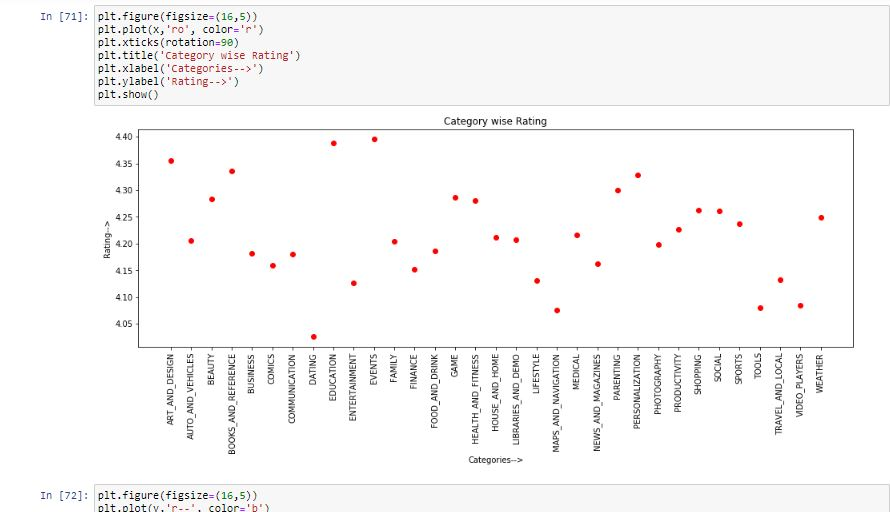 In [71]: plt.figure(figsize=(16,5))
plt.plot(x,'ro', color='r')
plt.xticks(rotation=90)
plt.title('Category wise Rating')
plt.xlabel('Categories-->')
plt.ylabel('Rating-->')
plt.show()
Category wise Rating
4.40
4.35
4.30
4.25
4.20
4.15
4.10
4.05
Rating-->
ART_AND_DESIGN
AUTO_AND_VEHICLES
BEAUTY
BOOKS_AND_REFERENCE
BUSINESS
COMICS
COMMUNICATION
DATING
EDUCATION
ENTERTAINMENT
EVENTS
FAMILY
FINANCE
FOOD_AND_DRINK
GAME
HEALTH_AND_FITNESS
HOUSE_AND_HOME
LIBRARIES_AND_DEMO
LIFESTYLE
MAPS_AND_NAVIGATION
MEDICAL
NEWS_AND_MAGAZINES
PARENTING
PERSONALIZATION
PHOTOGRAPHY
PRODUCTIVITY
SHOPPING
SOCIAL
SPORTS
TOOLS
TRAVEL_AND_LOCAL
VIDEO_PLAYERS
WEATHER
Categories-->
In [72]: plt.figure(figsize=(16,5))
plt.plot(y,'r--', color='b')